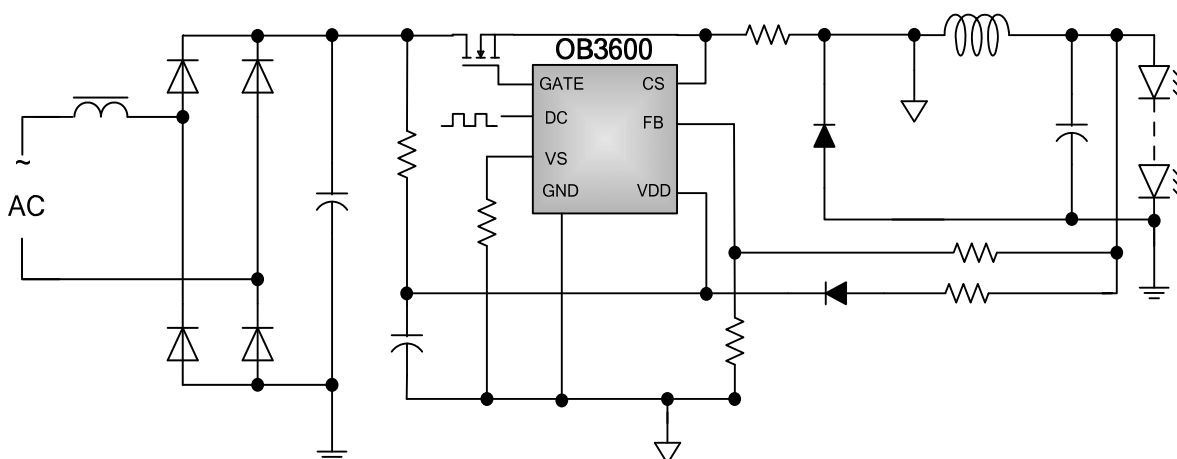 OB3600
GATE
CS
DC
FB
VS
GND
VDD
~
AC